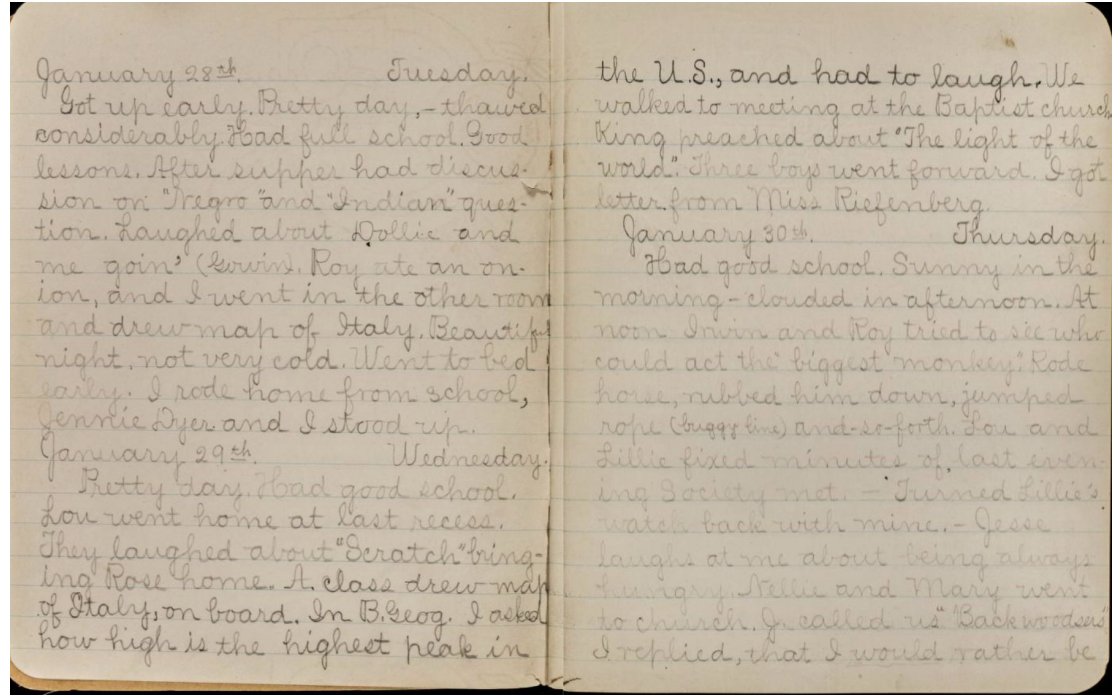 January 28th. Tuesday.
Got up early. Pretty day, - thawed
considerably. Had full school. Good
lessons. After supper had discus-
sion on "Negro" and "Indian" ques-
tion. Laughed about Dollie and
me goin' (Erwin). Roy ate an on-
ion, and I went in the other room
and drew map of Italy. Beautiful
night, not very cold. Went to bed
early. I rode home from school,
Jennie Dyer and I stood up.
January 29th. Wednesday.
Pretty day. Had good school.
Lou went home at last recess.
They laughed about "Scratch" bring-
ing Rose home. A. class drew map
of Italy, on board. In B. Geog. I asked
how high is the highest peak in
the U.S., and had to laugh. We
walked to meeting at the Baptist church
King preached about "The light of the
world." Three boys went forward. I got
letter from Miss Riefenberg.
January 30th. Thursday.
Had good school. Sunny in the
morning - clouded in afternoon. At
noon Irvin and Roy tried to see who
could act the biggest "monkey". Rode
horse, rubbed him down, jumped
rope (buggy line) and-so-forth. Lou and
Lillie fixed minutes of, last even-
ing Society met. - Turned Lillie's
watch back with mine. - Jesse
laughs at me about being always
hungry. Nellie and Mary went
to church. J. called us "Backwoodses"
I replied, that I would rather be